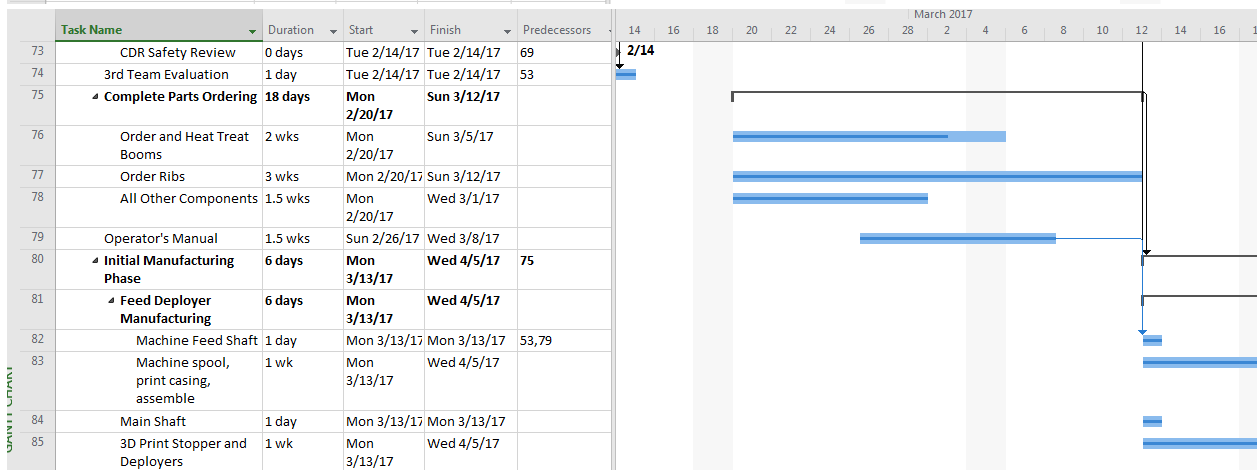 March 2017
Task Name Duration Start Finish Predecessors 14 16 18 20 22 24 26 28 2 4 6 8 10 12 14 16
73 CDR Safety Review 0 days Tue 2/14/17 Tue 2/14/17 69 2/14
74 3rd Team Evaluation 1 day Tue 2/14/17 Tue 2/14/17 53
75 Complete Parts Ordering 18 days Mon Sun 3/12/17
2/20/17
76 Order and Heat Treat 2 wks Mon Sun 3/5/17
Booms 2/20/17
77 Order Ribs 3 wks Mon 2/20/17 Sun 3/12/17
78 All Other Components 1.5 wks Mon Wed 3/1/17
2/20/17
79 Operator's Manual 1.5 wks Sun 2/26/17 Wed 3/8/17
80 Initial Manufacturing 6 days Mon Wed 4/5/17 75
Phase 3/13/17
81 Feed Deployer 6 days Mon Wed 4/5/17
Manufacturing 3/13/17
82 Machine Feed Shaft 1 day Mon 3/13/17 Mon 3/13/17 53,79
83 Machine spool, 1 wk Mon Wed 4/5/17
print casing, 3/13/17
assemble
84 Main Shaft 1 day Mon 3/13/17 Mon 3/13/17
85 3D Print Stopper and 1 wk Mon Wed 4/5/17
Deployers 3/13/17
GANTT CHART